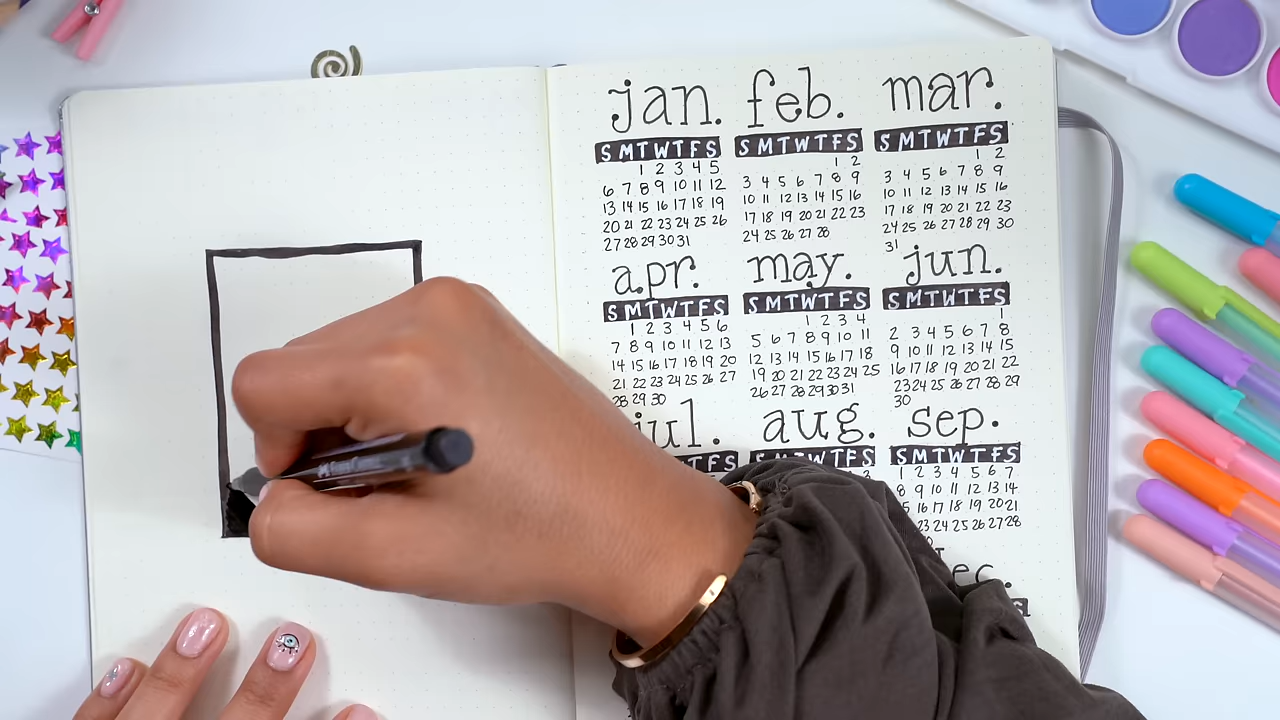 jan. feb. mar.
SMTWTFS SMTWTFS SMTWTFS
1 2 3 4 5 1 2 1 2
6 7 8 9 10 11 12 3 4 5 6 7 8 9 3 4 5 6 7 8 9
13 14 15 16 17 18 19 10 11 12 13 14 15 16 10 11 12 13 14 15 16
20 21 22 23 24 25 26 17 18 19 20 21 22 23 17 18 19 20 21 22 23
27 28 29 30 31 24 25 26 27 28 24 25 26 27 28 29 30
31
apr. may. jun.
SMTWTFS SMTWTFS SMTWTFS
1 2 3 4 5 6 1 2 3 4 1
7 8 9 10 11 12 13 5 6 7 8 9 10 11 2 3 4 5 6 7 8
14 15 16 17 18 19 20 12 13 14 15 16 17 18 9 10 11 12 13 14 15
21 22 23 24 25 26 27 19 20 21 22 23 24 25 16 17 18 19 20 21 22
28 29 30 26 27 28 29 30 31 23 24 25 26 27 28 29
30
jul. aug. sep.
TFS SMTWTFS SMTWTFS
3 1 2 3 4 5 6 7
8 9 10 11 12 13 14
16 17 18 19 20 21
23 24 25 26 27 28
ec.